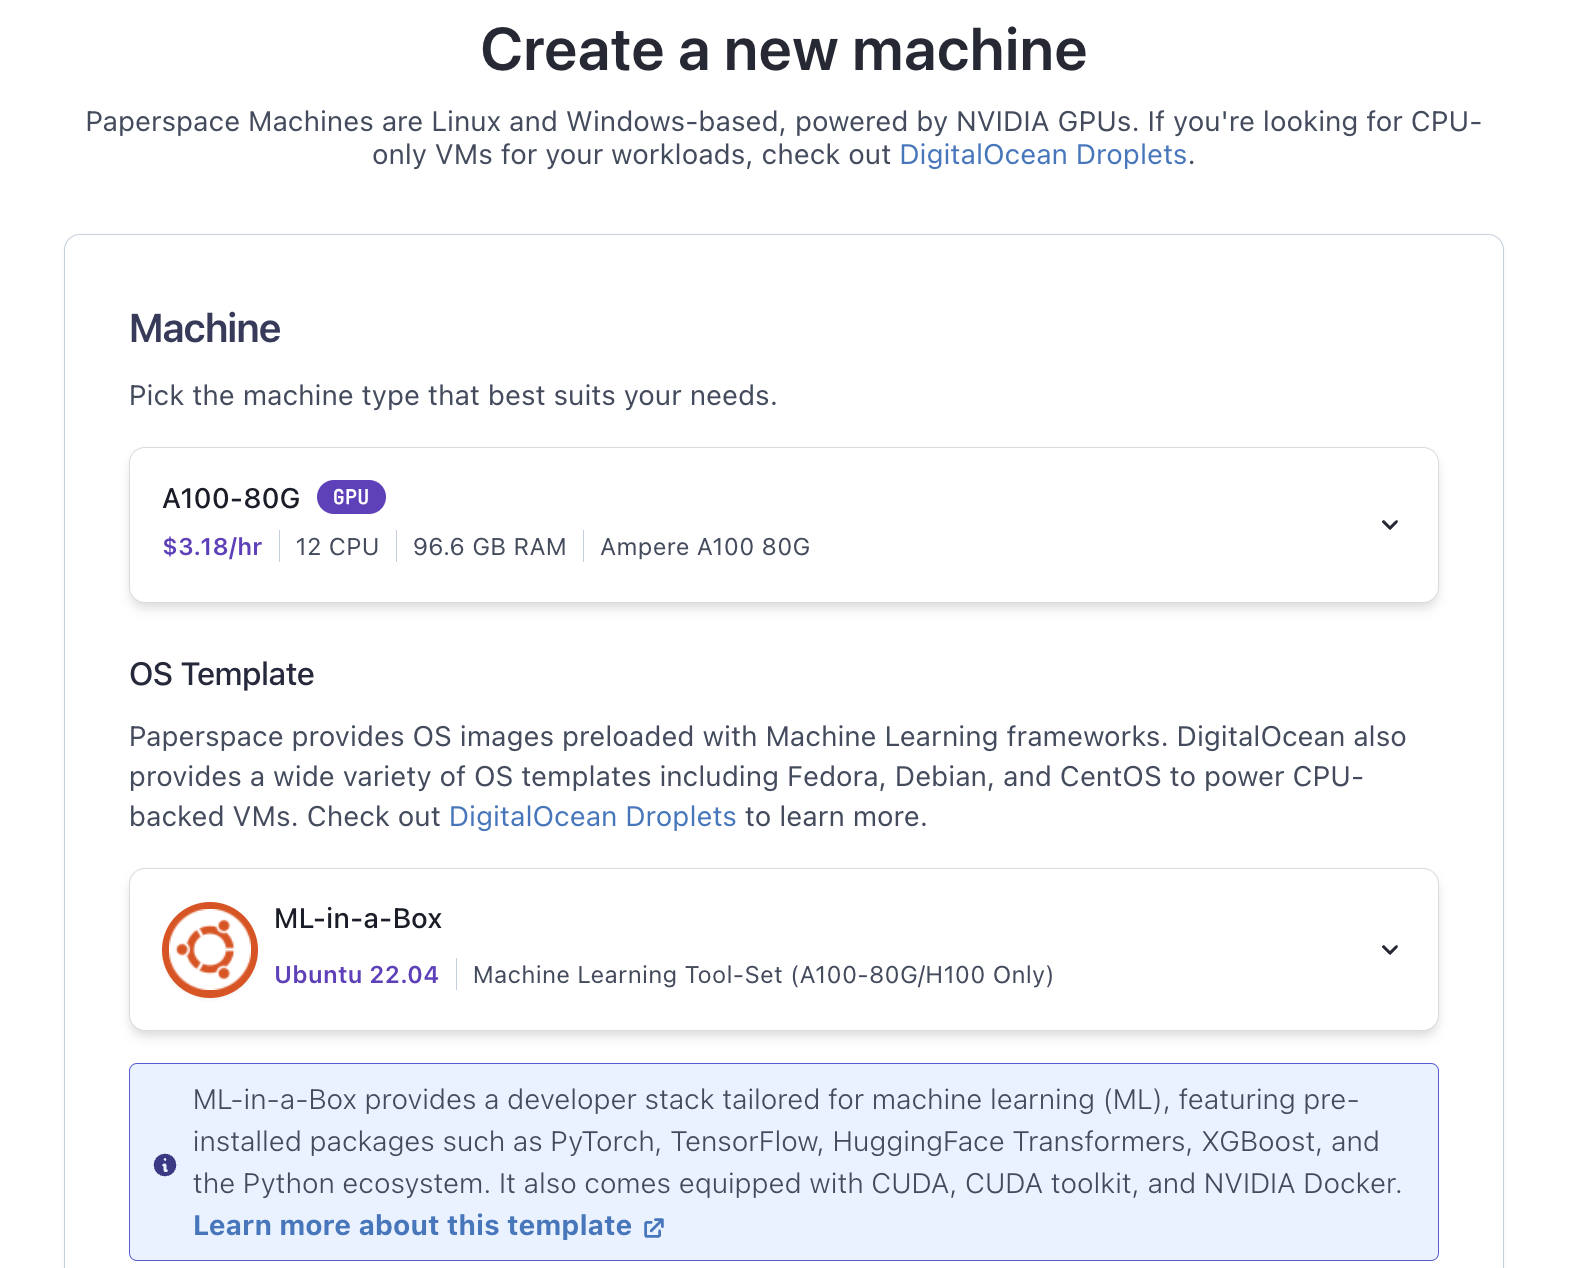 Create a new machine
Paperspace Machines are Linux and Windows-based, powered by NVIDIA GPUs. If you're looking for CPU-
only VMs for your workloads, check out DigitalOcean Droplets.
Machine
Pick the machine type that best suits your needs.
A100-80G GPU
$3.18/hr 12 CPU 96.6 GB RAM Ampere A100 80G
OS Template
Paperspace provides OS images preloaded with Machine Learning frameworks. DigitalOcean also
provides a wide variety of OS templates including Fedora, Debian, and CentOS to power CPU-
backed VMs. Check out DigitalOcean Droplets to learn more.
ML-in-a-Box
Ubuntu 22.04 Machine Learning Tool-Set (A100-80G/H100 Only)
ML-in-a-Box provides a developer stack tailored for machine learning (ML), featuring pre-
installed packages such as PyTorch, TensorFlow, HuggingFace Transformers, XGBoost, and
the Python ecosystem. It also comes equipped with CUDA, CUDA toolkit, and NVIDIA Docker.
Learn more about this template